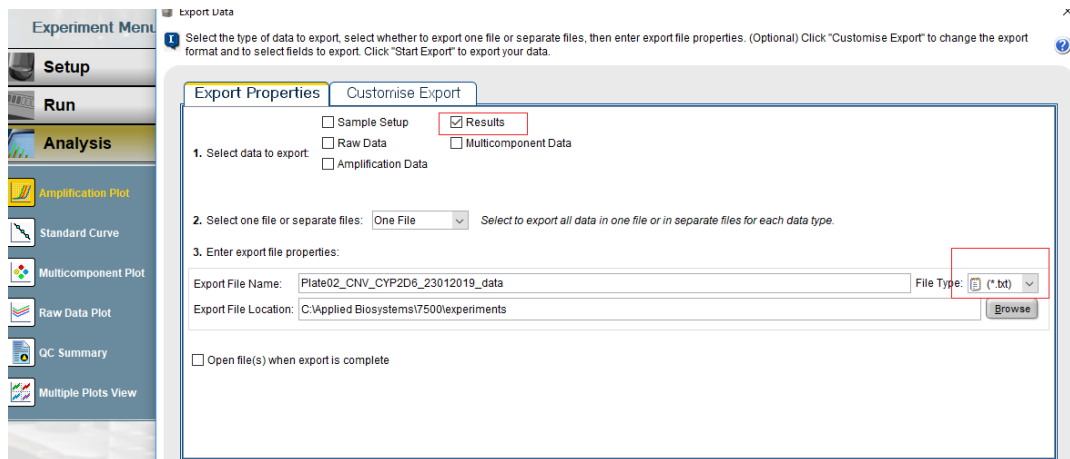 Export Data
Experiment Menu
Select the type of data to export, select whether to export one file or separate files, then enter export file properties. (Optional) Click "Customise Export" to change the export
format and to select fields to export. Click "Start Export" to export your data.
Setup
Run
Analysis
Amplification Plot
Standard Curve
Multicomponent Plot
Raw Data Plot
QC Summary
Multiple Plots View
Export Properties
Customise Export
1. Select data to export:
Sample Setup
Results
Raw Data
Multicomponent Data
Amplification Data
2. Select one file or separate files: One File Select to export all data in one file or in separate files for each data type.
3. Enter export file properties:
Export File Name: Plate02_CNV_CYP2D6_23012019_data File Type: (*.txt)
Export File Location: C:\Applied Biosystems\7500\experiments Browse
Open file(s) when export is complete